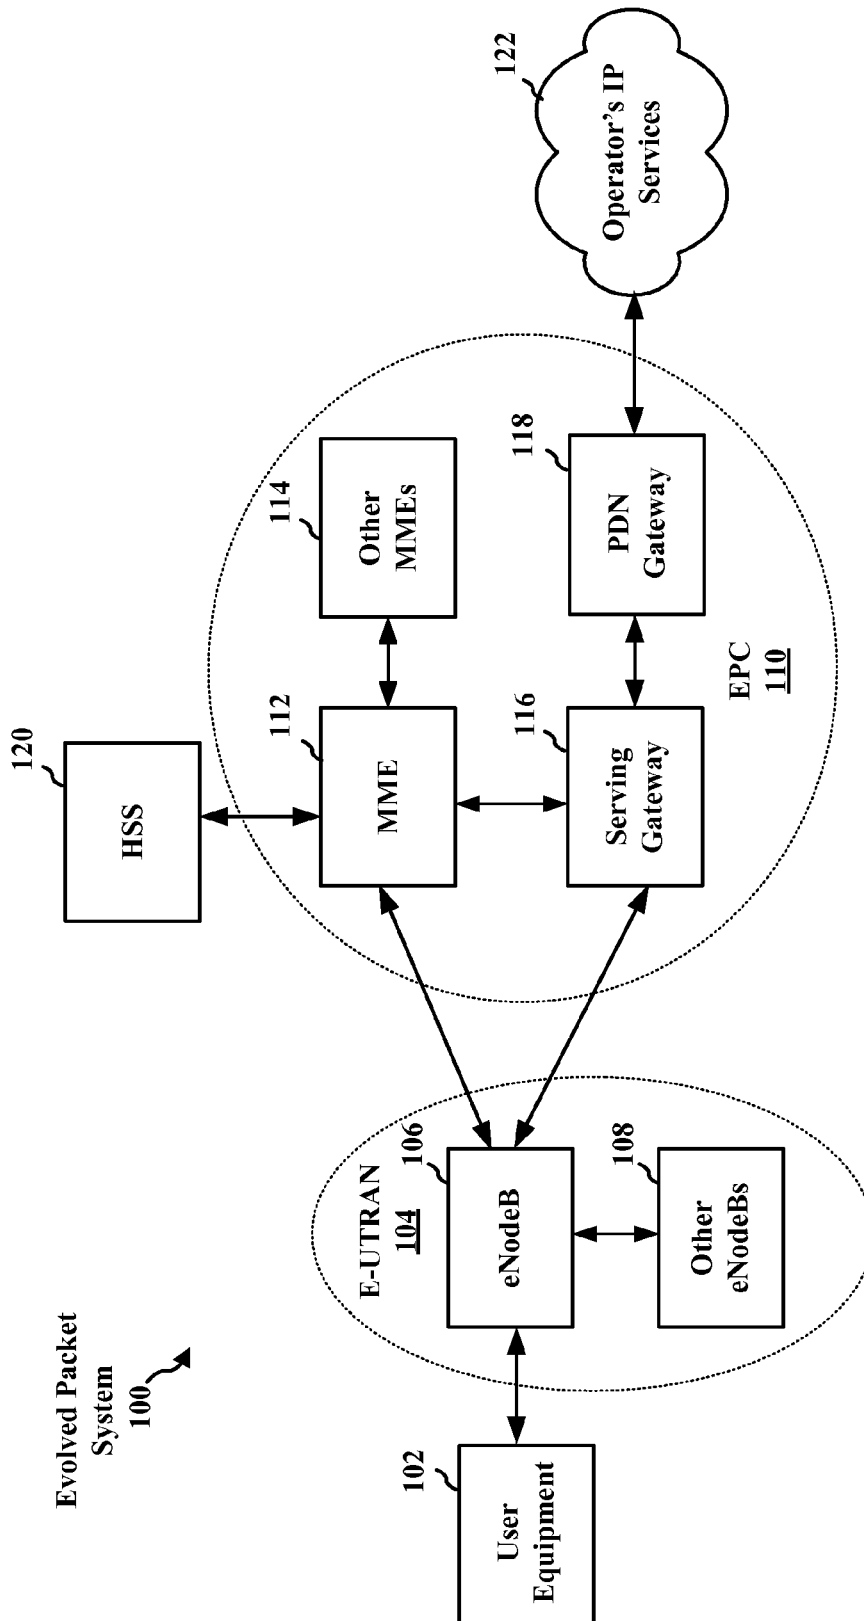 Evolved Packet
System
100
120
HSS
E-UTRAN
104
112
MME
114
Other
MMEs
102
User
Equipment
106
eNodeB
108
Other
eNodeBs
116
Serving
Gateway
118
PDN
Gateway
EPC
110
122
Operator's IP
Services